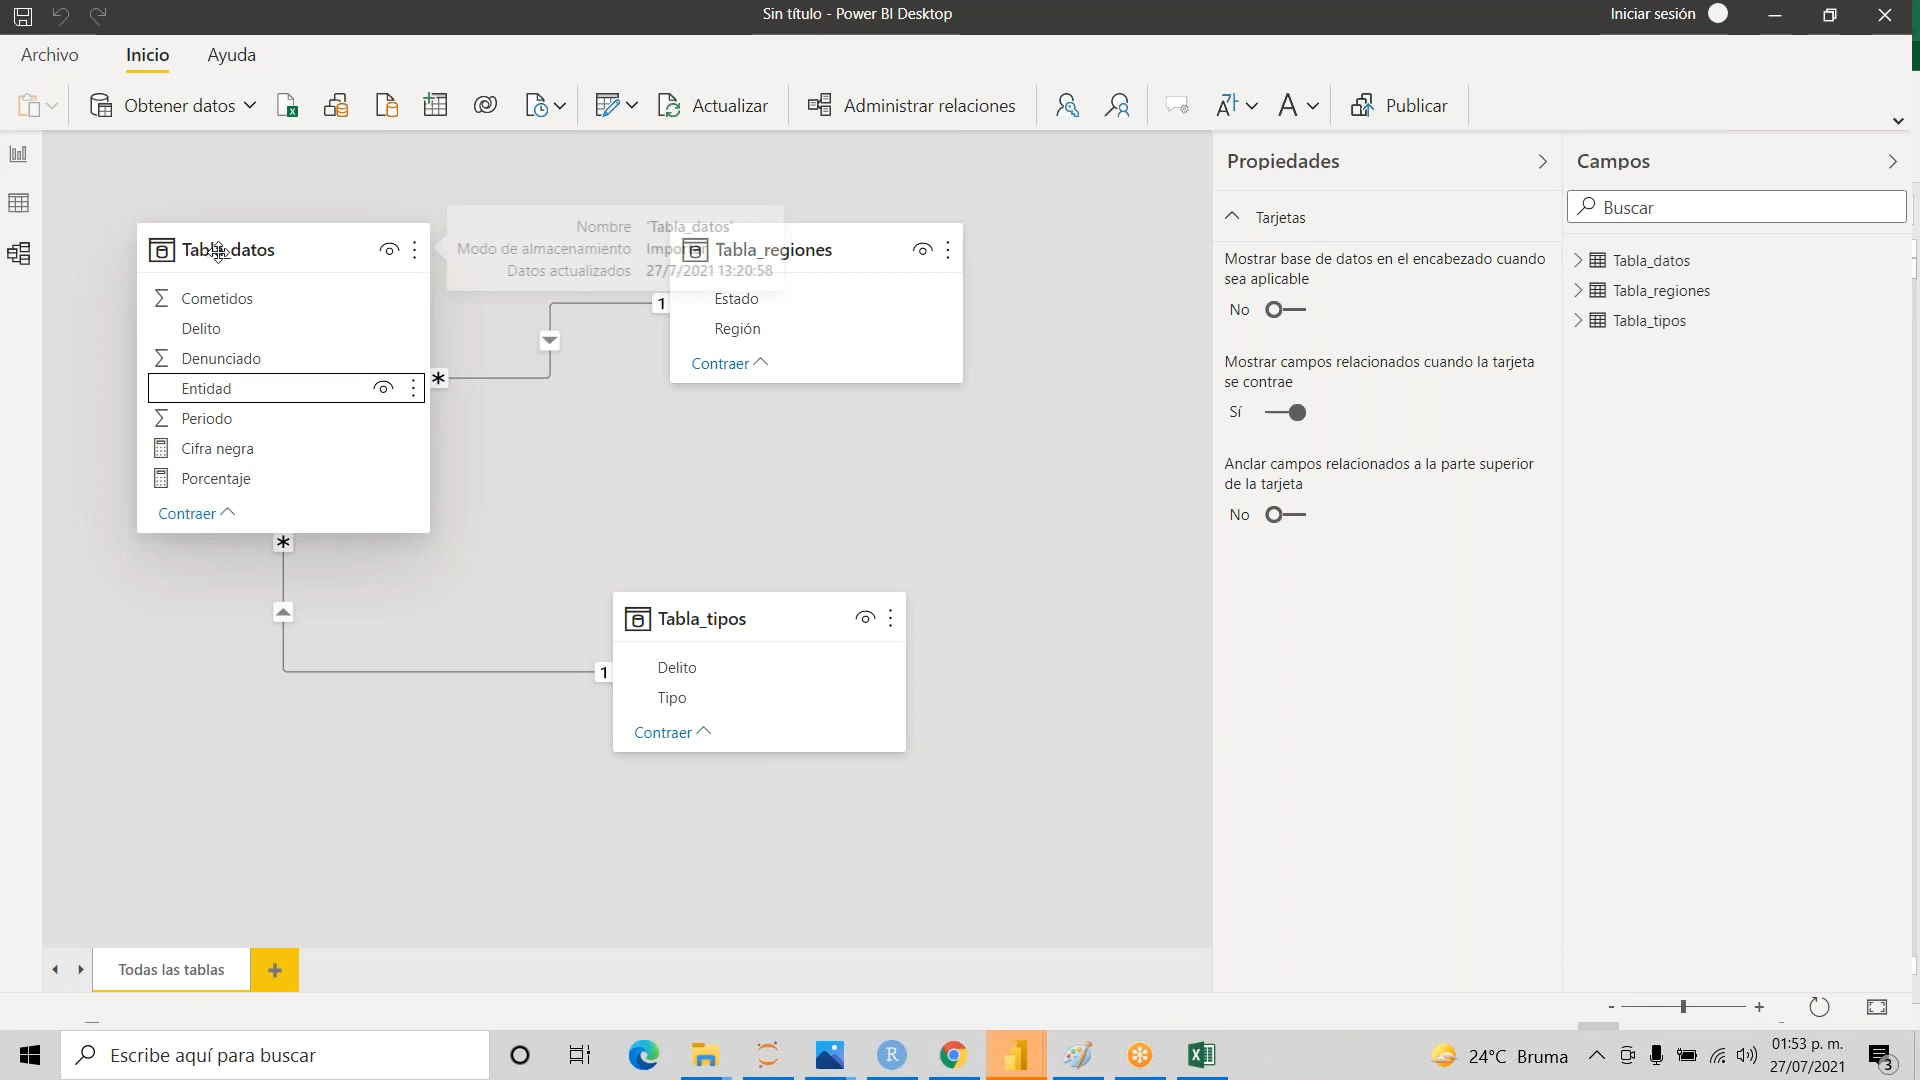 Sin título - Power BI Desktop
Iniciar sesión
Archivo
Inicio
Ayuda
Obtener datos
Actualizar
Administrar relaciones
Publicar
Tabla_datos
Cometidos
Delito
Denunciado
Entidad
Periodo
Cifra negra
Porcentaje
Contraer
*
Nombre 'Tabla_datos'
Modo de almacenamiento Importar
Datos actualizados 27/7/2021 13:20:58
Tabla_regiones
1
Estado
Región
Contraer
*
Tabla_tipos
Delito
1
Tipo
Contraer
Propiedades
Tarjetas
Mostrar base de datos en el encabezado cuando
sea aplicable
No
Mostrar campos relacionados cuando la tarjeta
se contrae
Sí
Anclar campos relacionados a la parte superior
de la tarjeta
No
Campos
Buscar
Tabla_datos
Tabla_regiones
Tabla_tipos
Todas las tablas
+
- +
Escribe aquí para buscar
24°C Bruma
01:53 p. m.
27/07/2021
3